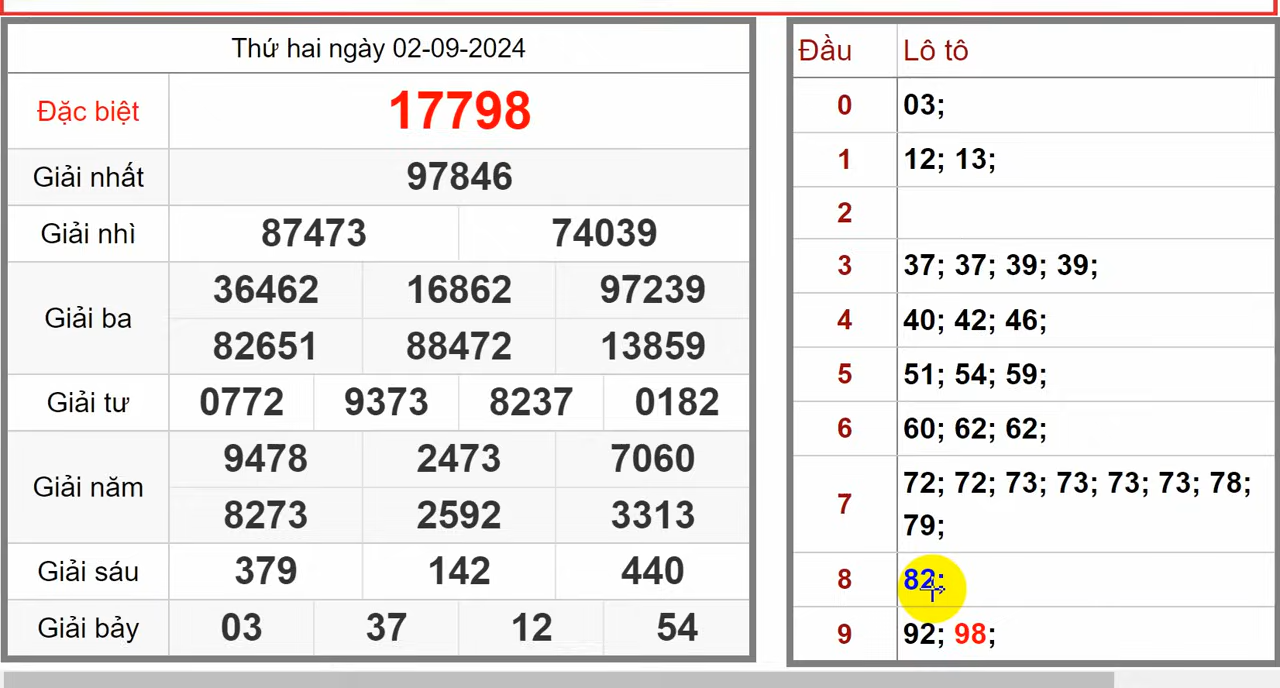 Thứ hai ngày 02-09-2024
Đặc biệt 17798
Giải nhất 97846
Giải nhì 87473 74039
Giải ba 36462 16862 97239
82651 88472 13859
Giải tư 0772 9373 8237 0182
Giải năm 9478 2473 7060
8273 2592 3313
Giải sáu 379 142 440
Giải bảy 03 37 12 54
Đầu Lô tô
0 03;
1 12; 13;
2
3 37; 37; 39; 39;
4 40; 42; 46;
5 51; 54; 59;
6 60; 62; 62;
7 72; 72; 73; 73; 73; 73; 78;
79;
8 82;
9 92; 98;